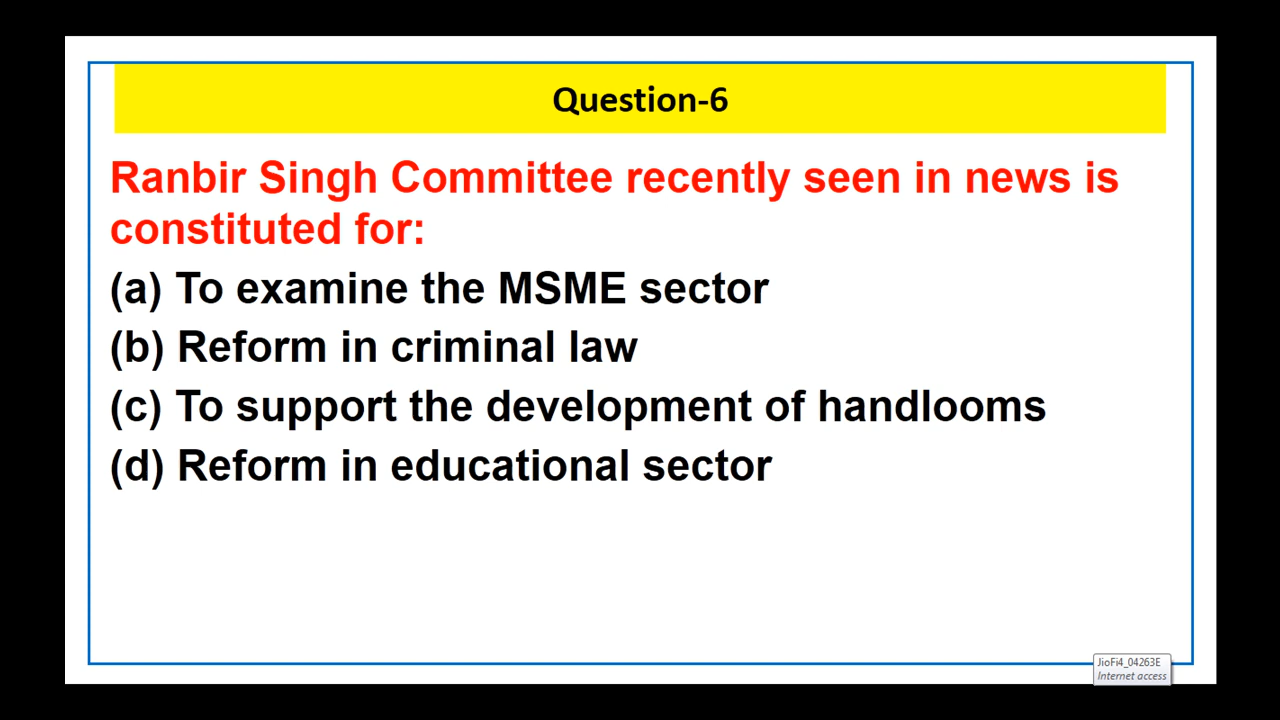 Question-6
Ranbir Singh Committee recently seen in news is
constituted for:
(a) To examine the MSME sector
(b) Reform in criminal law
(c) To support the development of handlooms
(d) Reform in educational sector
JioFi4_04263E
Internet access